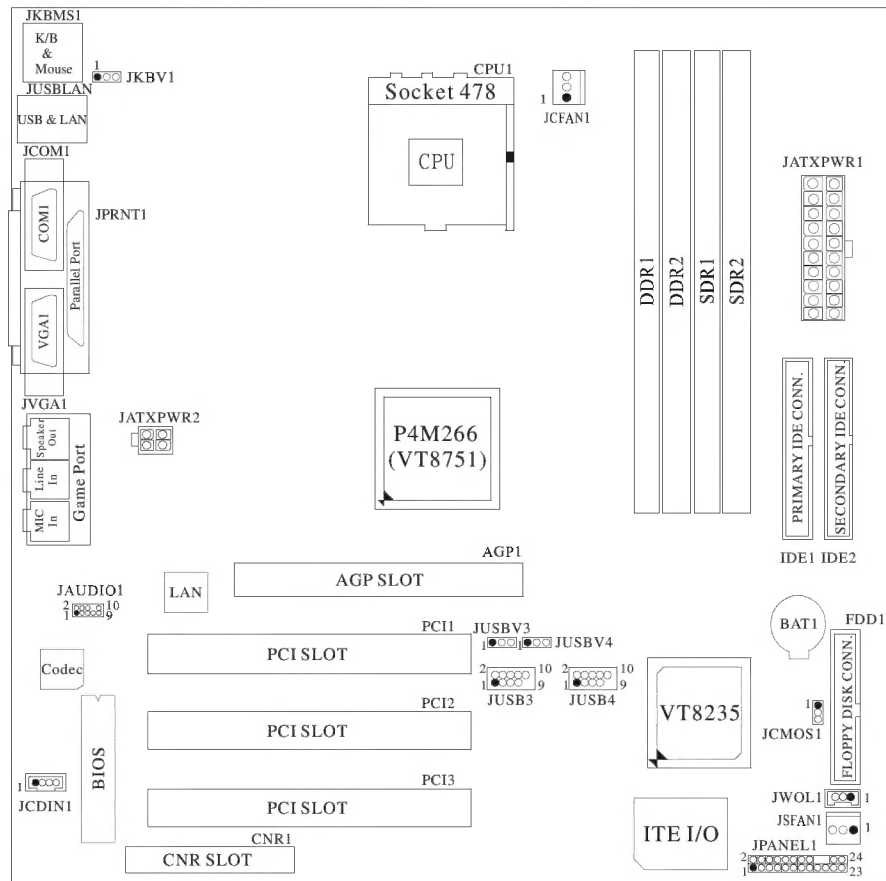 JKBMS1
K/B
&
Mouse
1
JKBV1
JUSBLAN
USB & LAN
JCOM1
COM1
JPRNT1
Parallel Port
VGA1
JVGA1
Speaker
Out
Line
In
MIC
In
Game Port
JATXPWR2
CPU1
Socket 478
CPU
1
JCFAN1
DDR1
DDR2
SDR1
SDR2
JATXPWR1
P4M266
(VT8751)
PRIMARY IDE CONN.
SECONDARY IDE CONN.
IDE1 IDE2
AGP1
AGP SLOT
LAN
JAUDIO1
2 10
1 9
Codec
BIOS
1
JCDIN1
PCI1
PCI SLOT
PCI2
PCI SLOT
PCI3
PCI SLOT
CNR1
CNR SLOT
JUSBV3
1 1
JUSBV4
2 10
1 9
JUSB3
2 10
1 9
JUSB4
VT8235
BAT1
FDD1
FLOPPY DISK CONN.
1
JCMOS1
JWOL1
1
JSFAN1
1
ITE I/O
JPANEL1
2 24
1 23